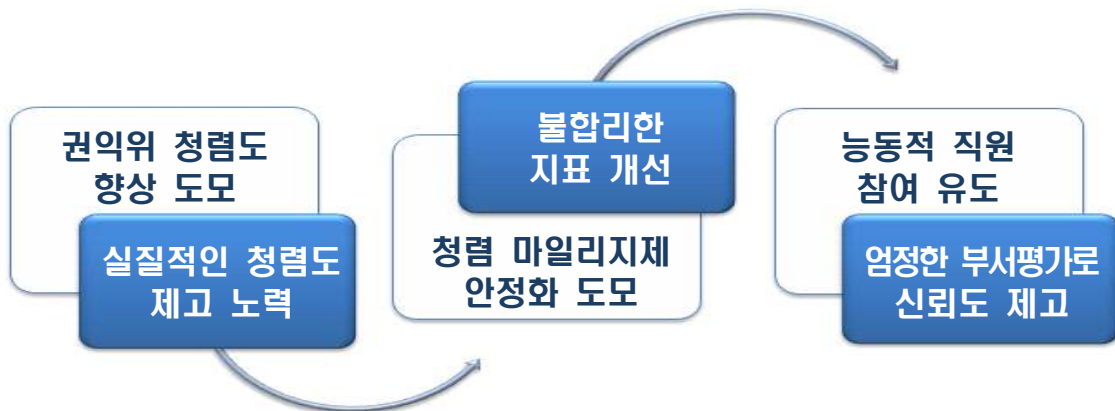 권익위 청렴도
향상 도모
실질적인 청렴도
제고 노력
불합리한
지표 개선
청렴 마일리지제
안정화 도모
능동적 직원
참여 유도
엄정한 부서평가로
신뢰도 제고